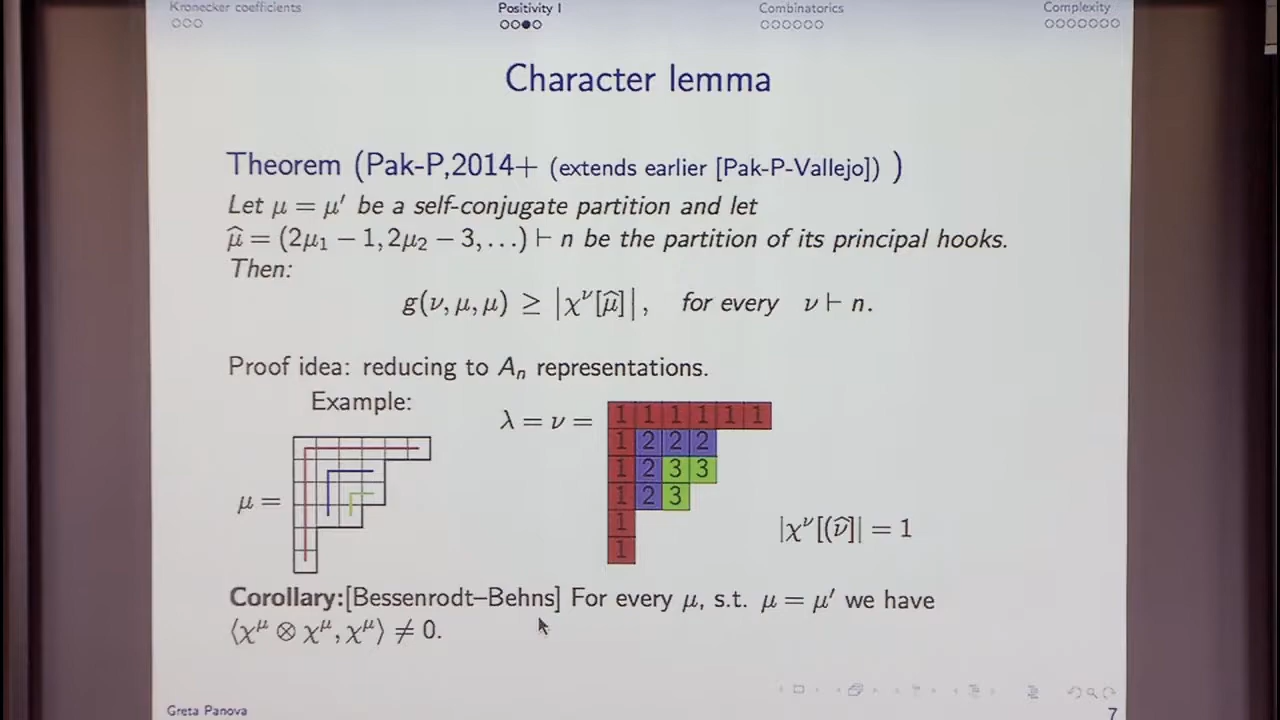 Kronecker coefficients Positivity I Combinatorics Complexity
Character lemma
Theorem (Pak-P,2014+ (extends earlier [Pak-P-Vallejo]) )
Let μ = μ′ be a self-conjugate partition and let
μ̂ = (2μ₁ − 1, 2μ₂ − 3, …) ⊢ n be the partition of its principal hooks.
Then:
g(ν, μ, μ) ≥ |χ^ν[μ̂]|, for every ν ⊢ n.
Proof idea: reducing to Aₙ representations.
Example:
λ = ν =
1 1 1 1 1 1
1 2 2 2
1 2 3 3
1 2 3
1
1
μ =
|χ^ν[(ν̂]| = 1
Corollary:[Bessenrodt–Behns] For every μ, s.t. μ = μ′ we have
⟨χ^μ ⊗ χ^μ, χ^μ⟩ ≠ 0.
Greta Panova
7